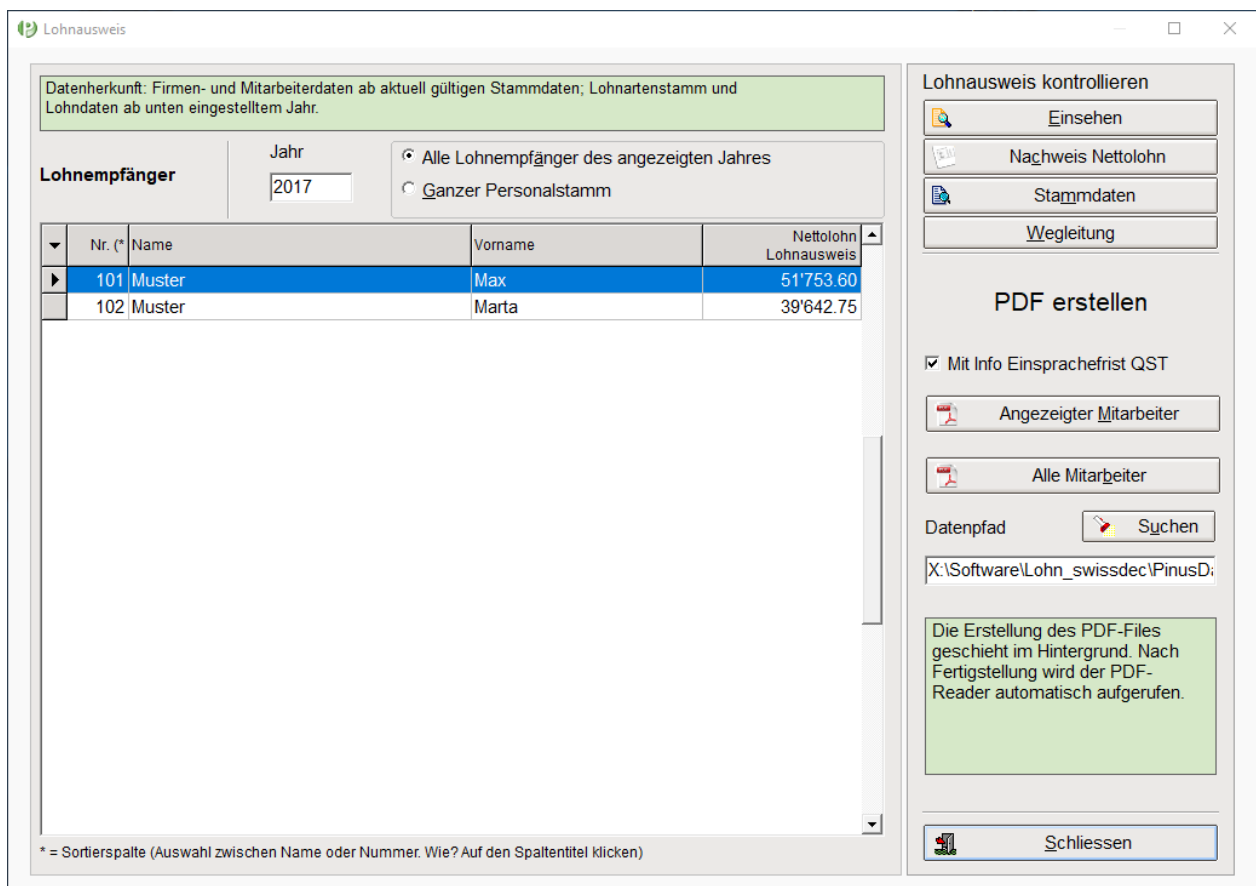 Lohnausweis
Datenherkunft: Firmen- und Mitarbeiterdaten ab aktuell gültigen Stammdaten; Lohnartenstamm und
Lohndaten ab unten eingestelltem Jahr.
Lohnempfänger
Jahr
2017
Alle Lohnempfänger des angezeigten Jahres
Ganzer Personalstamm
Nr. (* Name Vorname Nettolohn
Lohnausweis
101 Muster Max 51'753.60
102 Muster Marta 39'642.75
* = Sortierspalte (Auswahl zwischen Name oder Nummer. Wie? Auf den Spaltentitel klicken)
Lohnausweis kontrollieren
Einsehen
Nachweis Nettolohn
Stammdaten
Wegleitung
PDF erstellen
Mit Info Einsprachefrist QST
Angezeigter Mitarbeiter
Alle Mitarbeiter
Datenpfad
Suchen
X:\Software\Lohn_swissdec\PinusDa
Die Erstellung des PDF-Files
geschieht im Hintergrund. Nach
Fertigstellung wird der PDF-
Reader automatisch aufgerufen.
Schliessen